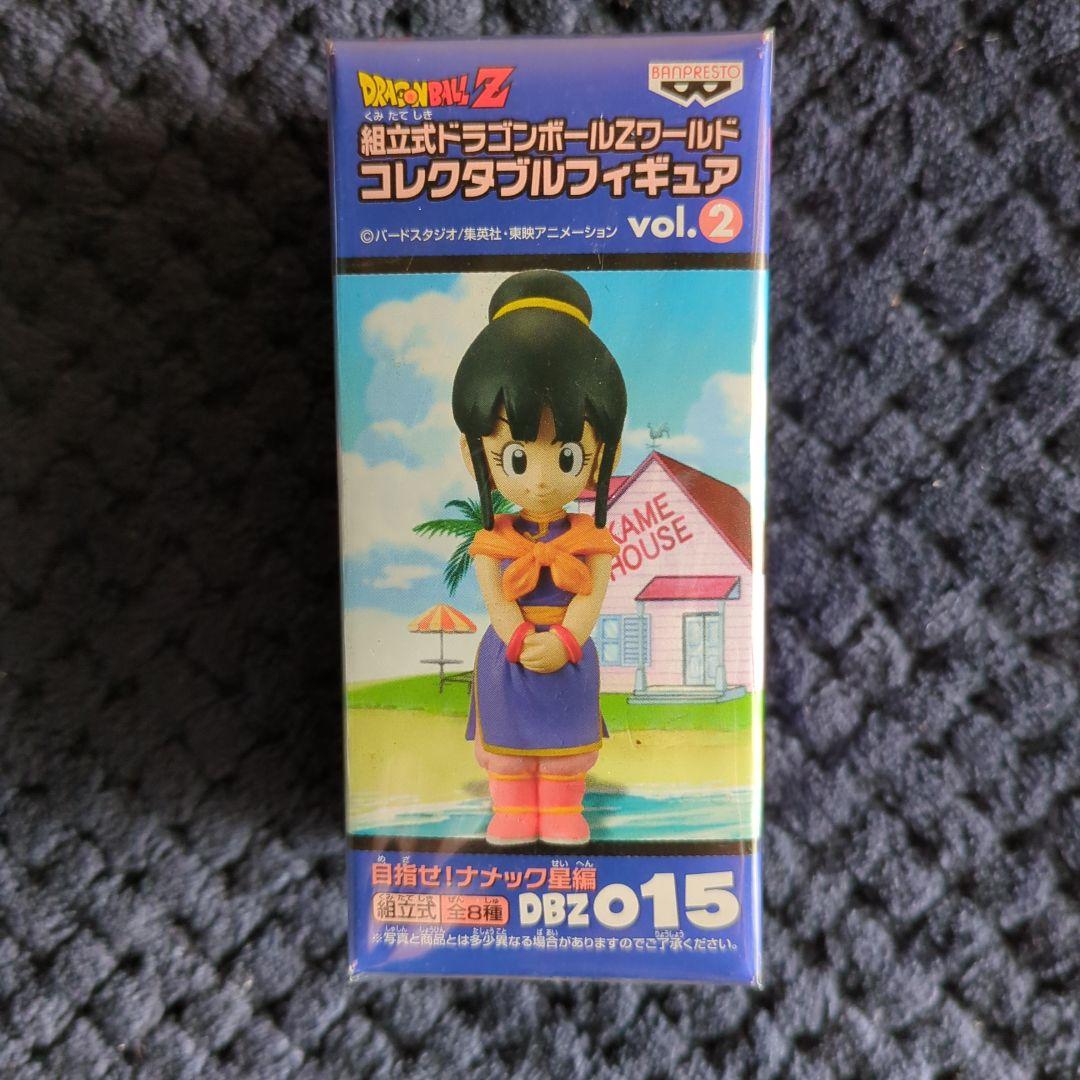 DRAGONBALL Z
BANPRESTO
くみたてしき
組立式ドラゴンボールZワールド
コレクタブルフィギュア
©バードスタジオ/集英社・東映アニメーション vol.2
KAME
HOUSE
めざ せいへん
目指せ!ナメック星編
くみたてしき ぜん しゅ
組立式 全8種 DBZ015
しゃしん しょうひん たしょうこと ばあい りょうしょう
※写真と商品とは多少異なる場合がありますのでご了承ください。